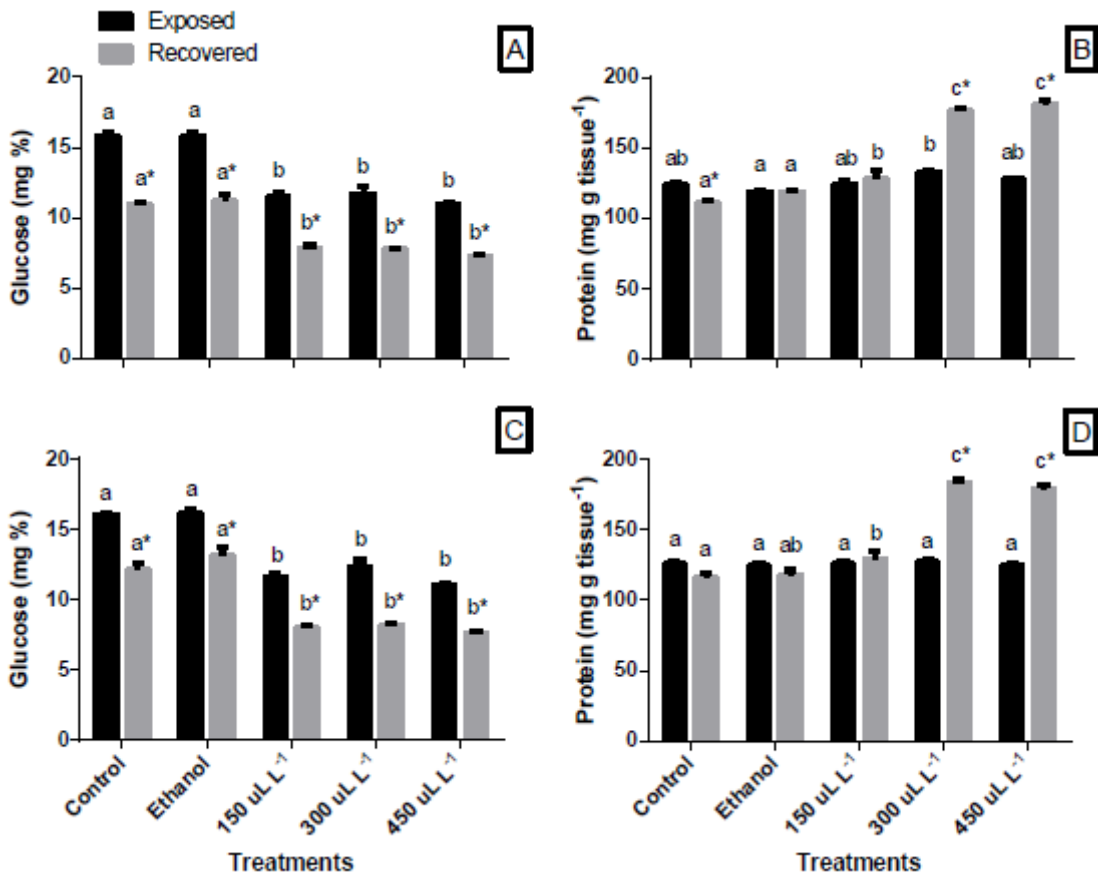 Exposed
Recovered
A
Glucose (mg %)
20
15
10
5
0
a
a*
a
a*
b
b*
b
b*
b
b*
B
Protein (mg g tissue⁻¹)
200
150
100
50
0
ab
a*
a
a
ab
b
b
c*
ab
c*
C
Glucose (mg %)
20
15
10
5
0
a
a*
a
a*
b
b*
b
b*
b
b*
Control
Ethanol
150 uL L⁻¹
300 uL L⁻¹
450 uL L⁻¹
Treatments
D
Protein (mg g tissue⁻¹)
200
150
100
50
0
a
a
a
ab
a
b
a
c*
a
c*
Control
Ethanol
150 uL L⁻¹
300 uL L⁻¹
450 uL L⁻¹
Treatments